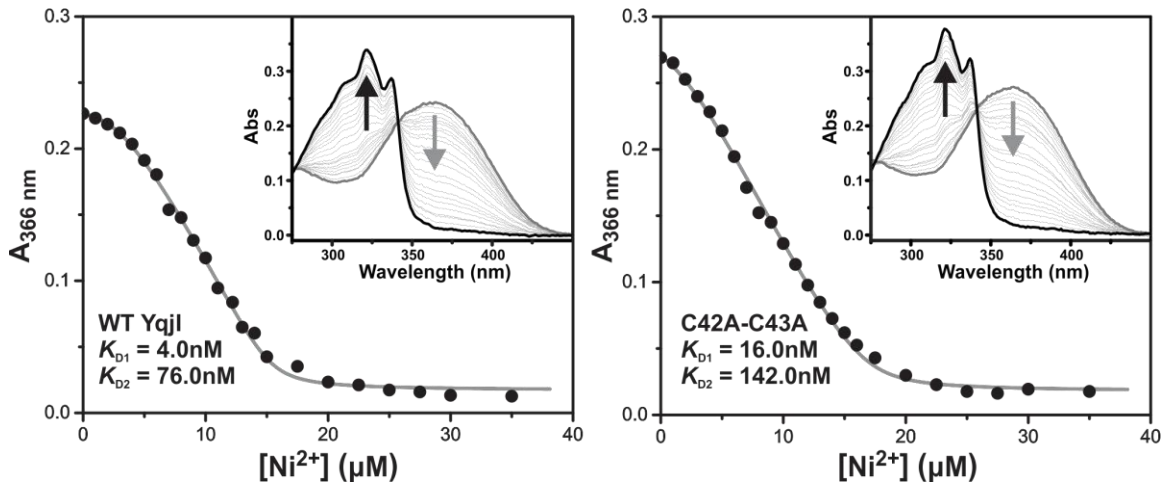 0.3
0.2
0.1
0.0
A366 nm
0 10 20 30 40
[Ni2+] (µM)
WT YqjI
KD1 = 4.0nM
KD2 = 76.0nM
Abs
0.3
0.2
0.1
0.0
300 350 400
Wavelength (nm)
0.3
0.2
0.1
0.0
A366 nm
0 10 20 30 40
[Ni2+] (µM)
C42A-C43A
KD1 = 16.0nM
KD2 = 142.0nM
Abs
0.3
0.2
0.1
0.0
300 350 400
Wavelength (nm)